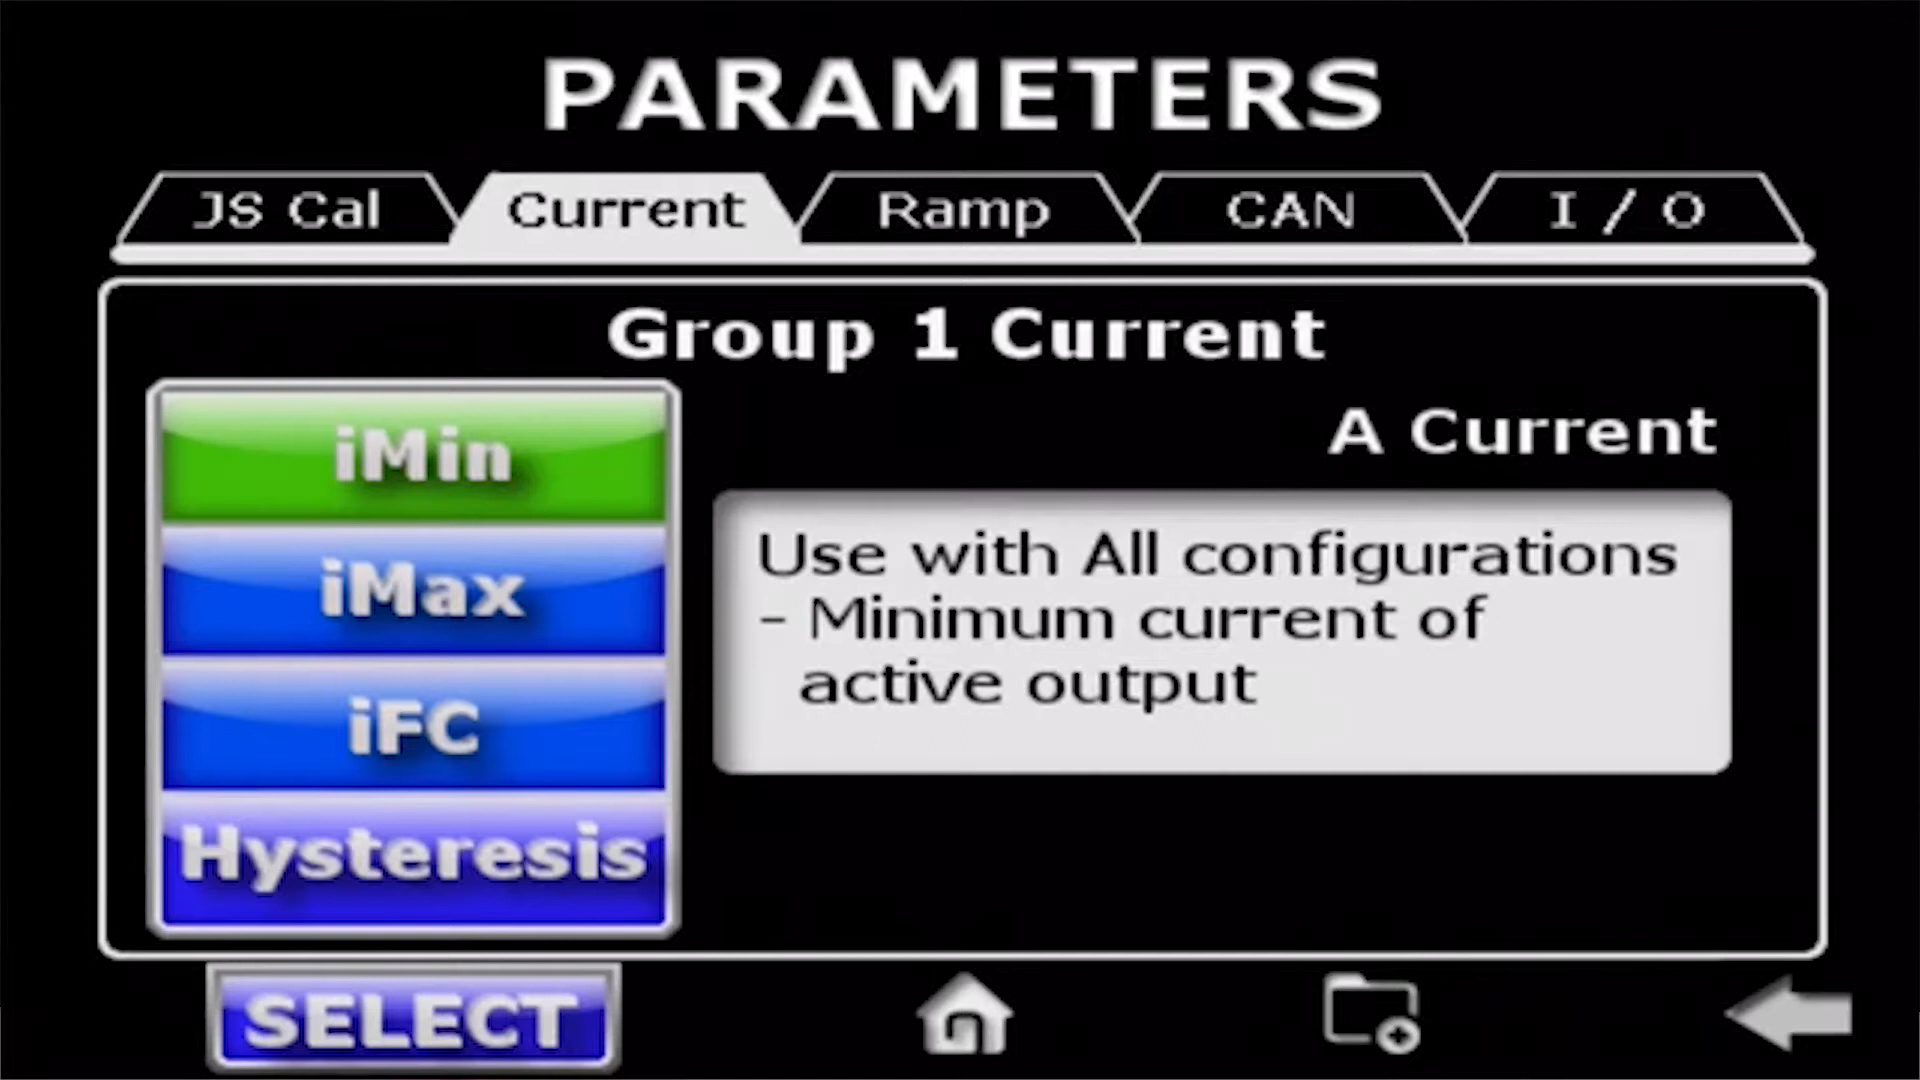 PARAMETERS
JS Cal
Current
Ramp
CAN
I / O
Group 1 Current
iMin
iMax
iFC
Hysteresis
A Current
Use with All configurations
- Minimum current of
active output
SELECT